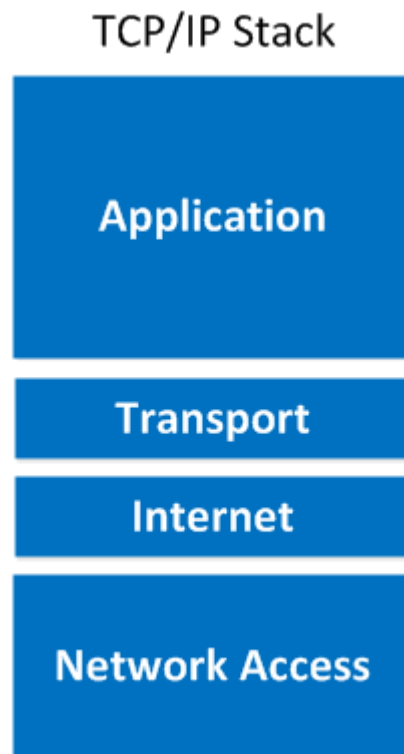 TCP/IP Stack
Application
Transport
Internet
Network Access